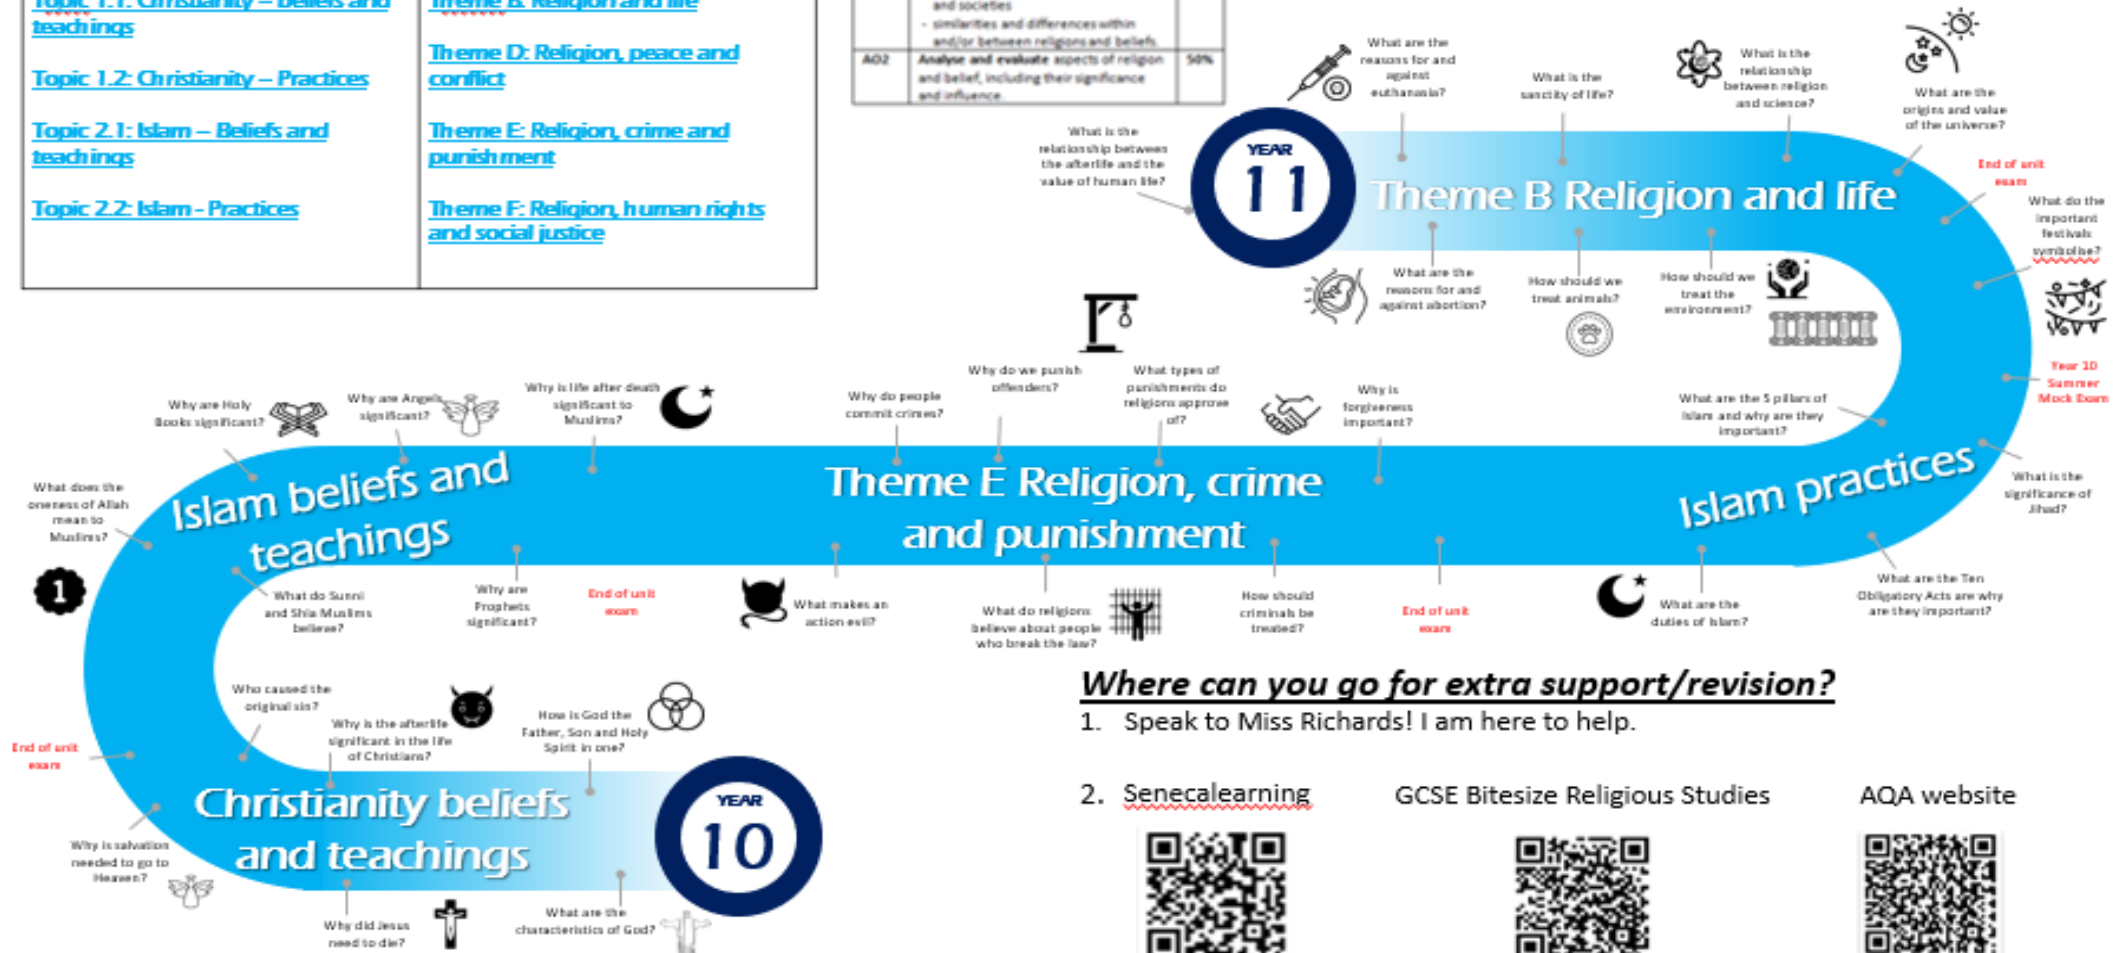 Topic 1.1: Christianity – beliefs and
teachings
Topic 1.2: Christianity – Practices
Topic 2.1: Islam – Beliefs and
teachings
Topic 2.2: Islam - Practices
Theme B: Religion and life
Theme D: Religion, peace and
conflict
Theme E: Religion, crime and
punishment
Theme F: Religion, human rights
and social justice
and societies
- similarities and differences within
and/or between religions and beliefs.
AO2
Analyse and evaluate aspects of religion
and belief, including their significance
and influence.
50%
What is the
relationship between
the afterlife and the
value of human life?
YEAR
11
What are the
reasons for and
against
euthanasia?
What is the
sanctity of life?
What is the
relationship
between religion
and science?
What are the
origins and value
of the universe?
Theme B Religion and life
End of unit
exam
What do the
important
festivals
symbolise?
What are the
reasons for and
against abortion?
How should we
treat animals?
How should we
treat the
environment?
Year 10
Summer
Mock Exam
What are the 5 pillars of
Islam and why are they
important?
Islam practices
What is the
significance of
Jihad?
What are the Ten
Obligatory Acts are why
are they important?
What are the
duties of Islam?
Why do people
commit crimes?
Why do we punish
offenders?
What types of
punishments do
religions approve
of?
Why is
forgiveness
important?
Theme E Religion, crime
and punishment
What makes an
action evil?
What do religions
believe about people
who break the law?
How should
criminals be
treated?
End of unit
exam
Why are Holy
Books significant?
Why are Angels
significant?
Why is life after death
significant to
Muslims?
What does the
oneness of Allah
mean to
Muslims?
Islam beliefs and
teachings
1
What do Sunni
and Shia Muslims
believe?
Why are
Prophets
significant?
End of unit
exam
Who caused the
original sin?
Why is the afterlife
significant in the life
of Christians?
How is God the
Father, Son and Holy
Spirit in one?
End of unit
exam
Christianity beliefs
and teachings
YEAR
10
Why is salvation
needed to go to
Heaven?
Why did Jesus
need to die?
What are the
characteristics of God?
Where can you go for extra support/revision?
1. Speak to Miss Richards! I am here to help.
2. Senecalearning
GCSE Bitesize Religious Studies
AQA website